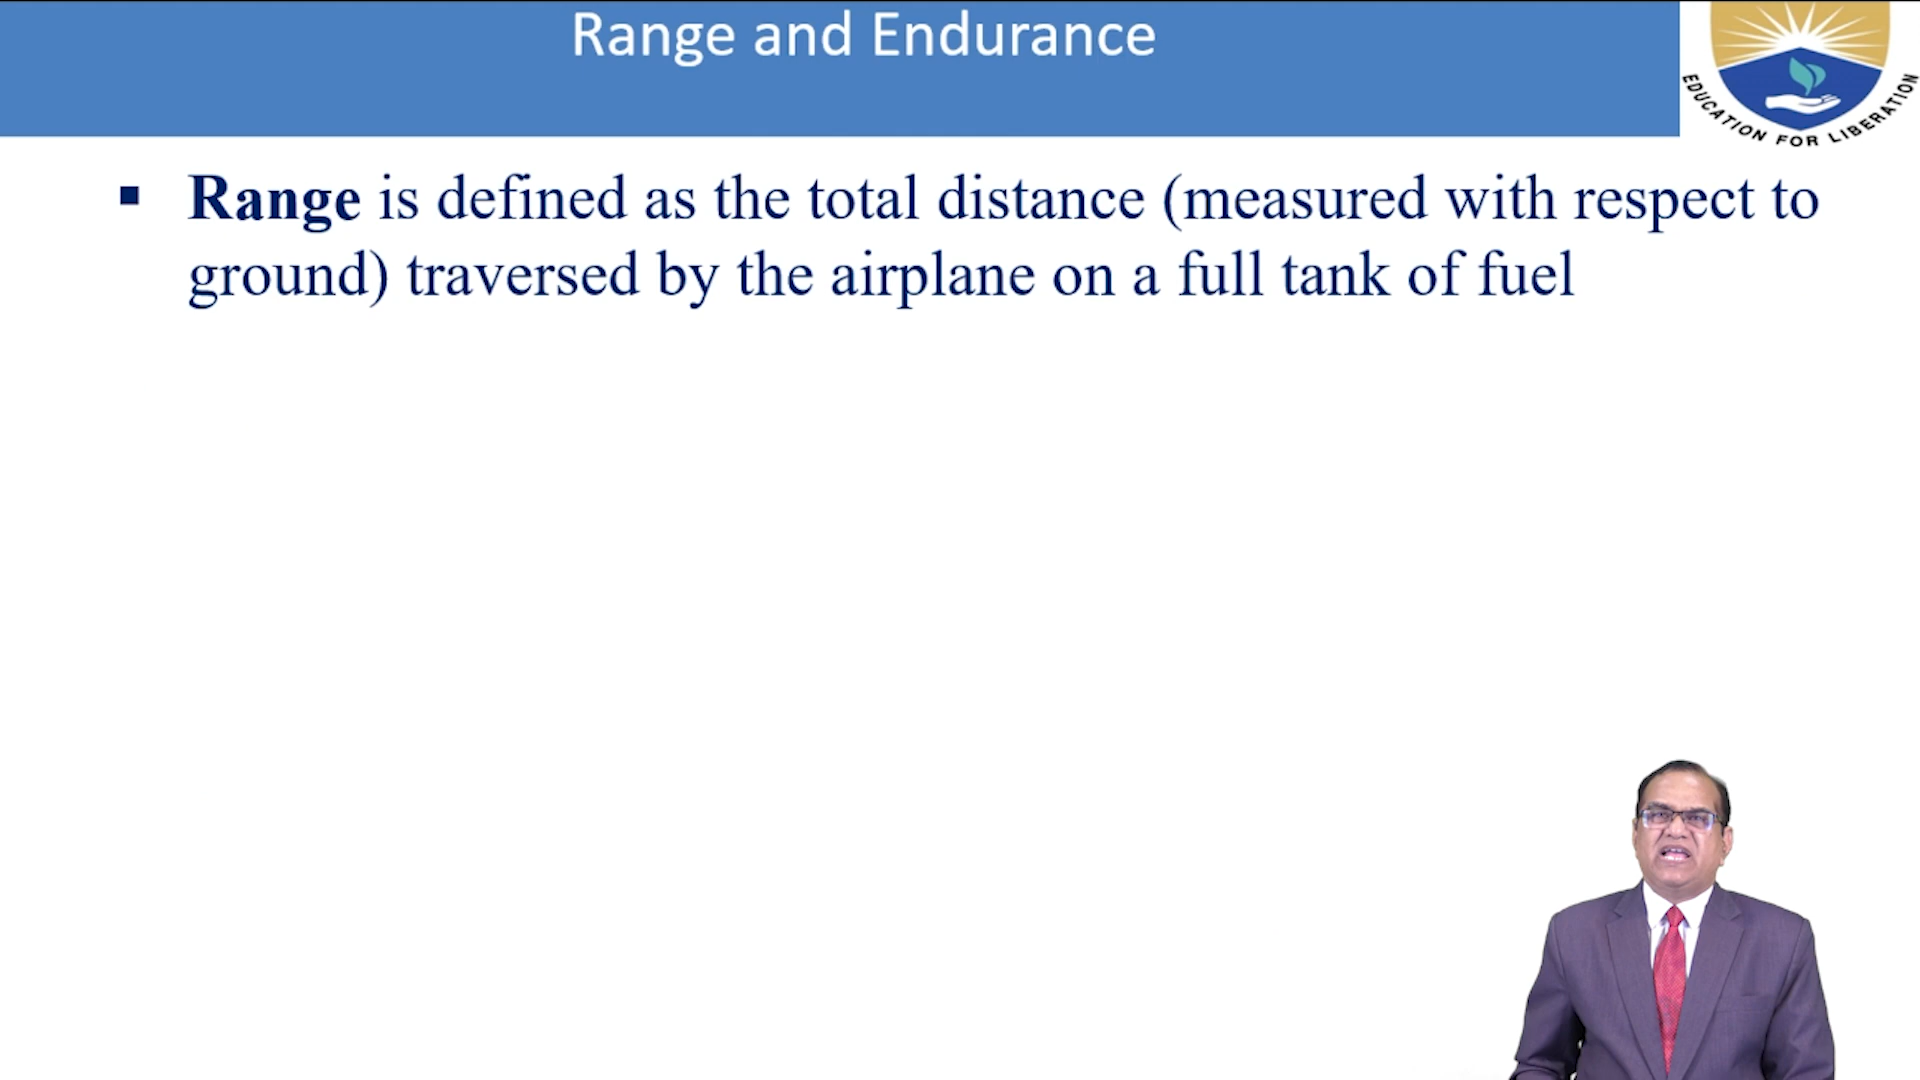 Range and Endurance
EDUCATION FOR LIBERATION
▪ Range is defined as the total distance (measured with respect to
ground) traversed by the airplane on a full tank of fuel